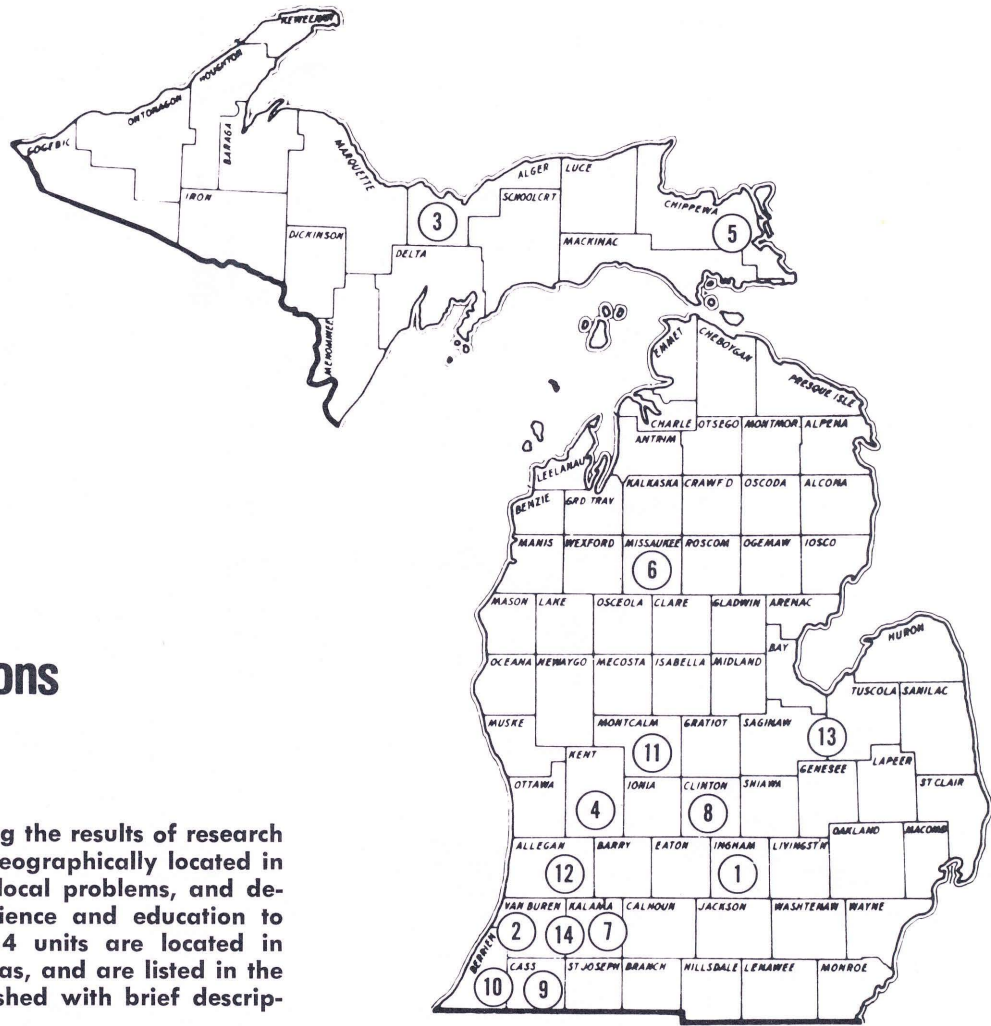 KEWEENAW
HOUGHTON
ONTONAGON
GOGEBIC
BARAGA
MARQUETTE
ALGER
LUCE
IRON
SCHOOLCRT
CHIPPEWA
3
5
DICKINSON
MACKINAC
DELTA
MENOMINEE
EMMET
CHEBOYGAN
PRESQUE ISLE
CHARLE
OTSEGO
MONTMOR
ALPENA
ANTRIM
LEELANAU
KALKASKA
CRAWF'D
OSCODA
ALCONA
BENZIE
GRD TRAV
MANIS
WEXFORD
MISSAUKEE
ROSCOM
OGEMAW
IOSCO
6
MASON
LAKE
OSCEOLA
CLARE
GLADWIN
ARENAC
HURON
BAY
OCEANA
NEWAYGO
MECOSTA
ISABELLA
MIDLAND
TUSCOLA
SANILAC
ons
MUSKE
MONTCALM
GRATIOT
SAGINAW
11
13
KENT
LAPEER
GENESEE
OTTAWA
IONIA
CLINTON
SHIAWA
ST CLAIR
4
8
g the results of research
OAKLAND
MACOMB
eographically located in
ALLEGAN
BARRY
EATON
INGHAM
LIVINGST'N
local problems, and de-
12
1
ience and education to
VAN BUREN
KALAMA
CALHOUN
JACKSON
WASHTENAW
WAYNE
4 units are located in
2
14
7
as, and are listed in the
BERRIEN
CASS
ST JOSEPH
BRANCH
HILLSDALE
LENAWEE
MONROE
shed with brief descrip-
10
9